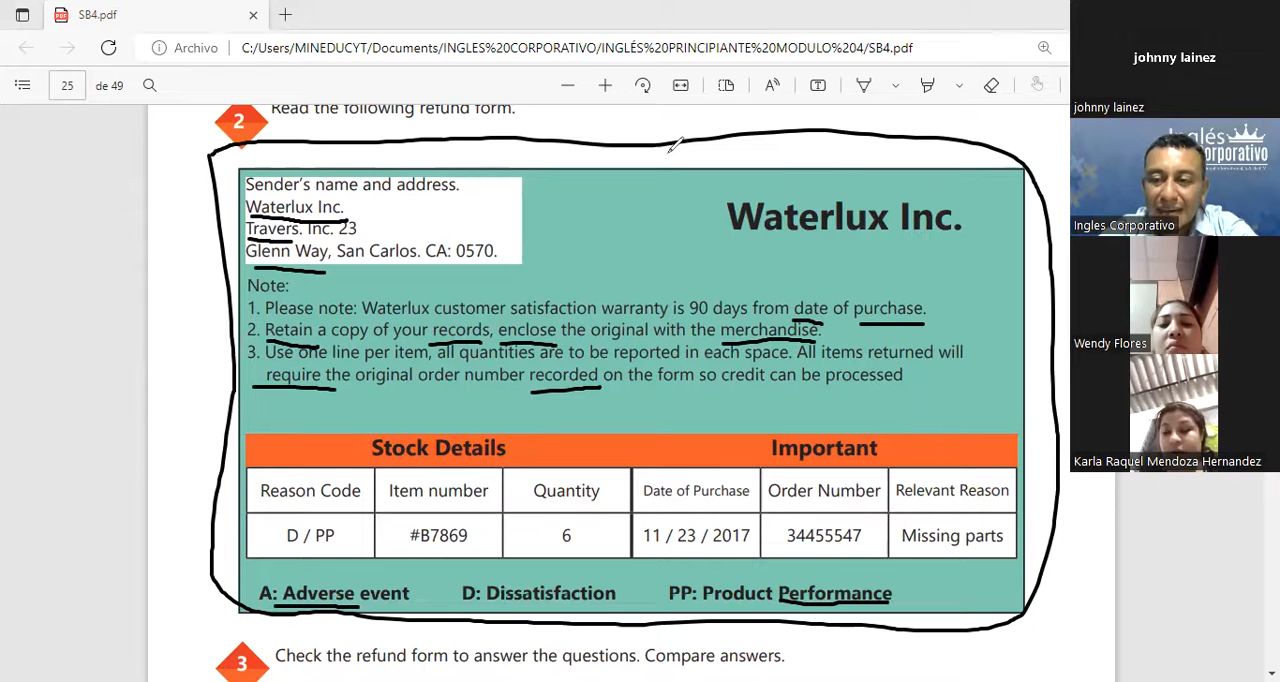 SB4.pdf
Archivo
C:/Users/MINEDUCYT/Documents/INGLES%20CORPORATIVO/INGLÉS%20PRINCIPIANTE%20MODULO%204/SB4.pdf
25 de 49
2 Read the following refund form.
Sender's name and address.
Waterlux Inc.
Travers. Inc. 23
Glenn Way, San Carlos. CA: 0570.
Waterlux Inc.
Note:
1. Please note: Waterlux customer satisfaction warranty is 90 days from date of purchase.
2. Retain a copy of your records, enclose the original with the merchandise.
3. Use one line per item, all quantities are to be reported in each space. All items returned will
require the original order number recorded on the form so credit can be processed
Stock Details Important
Reason Code Item number Quantity Date of Purchase Order Number Relevant Reason
D / PP #B7869 6 11 / 23 / 2017 34455547 Missing parts
A: Adverse event D: Dissatisfaction PP: Product Performance
3 Check the refund form to answer the questions. Compare answers.
johnny lainez
johnny lainez
Inglés
Corporativo
Ingles Corporativo
Wendy Flores
Karla Raquel Mendoza Hernandez